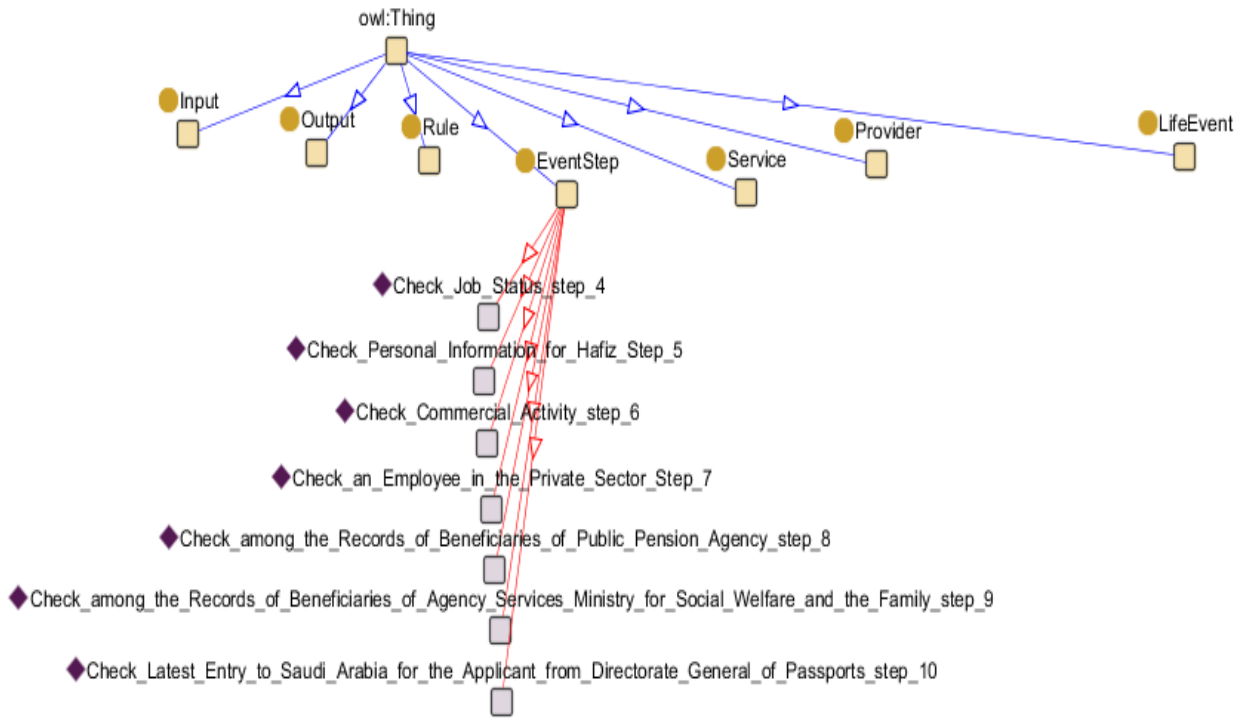 owl:Thing
Input
Output
Rule
EventStep
Service
Provider
LifeEvent
Check_Job_Status_step_4
Check_Personal_Information_for_Hafiz_Step_5
Check_Commercial_Activity_step_6
Check_an_Employee_in_the_Private_Sector_Step_7
Check_among_the_Records_of_Beneficiaries_of_Public_Pension_Agency_step_8
Check_among_the_Records_of_Beneficiaries_of_Agency_Services_Ministry_for_Social_Welfare_and_the_Family_step_9
Check_Latest_Entry_to_Saudi_Arabia_for_the_Applicant_from_Directorate_General_of_Passports_step_10